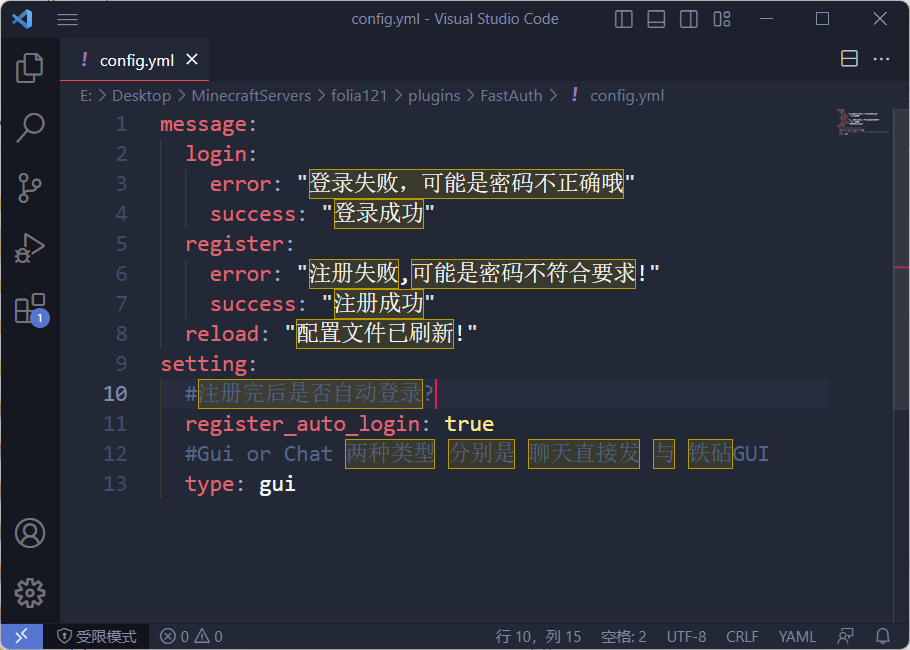 config.yml - Visual Studio Code
! config.yml
E: > Desktop > MinecraftServers > folia121 > plugins > FastAuth > ! config.yml
1 message:
2 login:
3 error: "登录失败，可能是密码不正确哦"
4 success: "登录成功"
5 register:
6 error: "注册失败,可能是密码不符合要求!"
7 success: "注册成功"
8 reload: "配置文件已刷新!"
9 setting:
10 #注册完后是否自动登录?
11 register_auto_login: true
12 #Gui or Chat 两种类型 分别是 聊天直接发 与 铁砧GUI
13 type: gui
1
受限模式 0 0 行 10，列 15 空格: 2 UTF-8 CRLF YAML